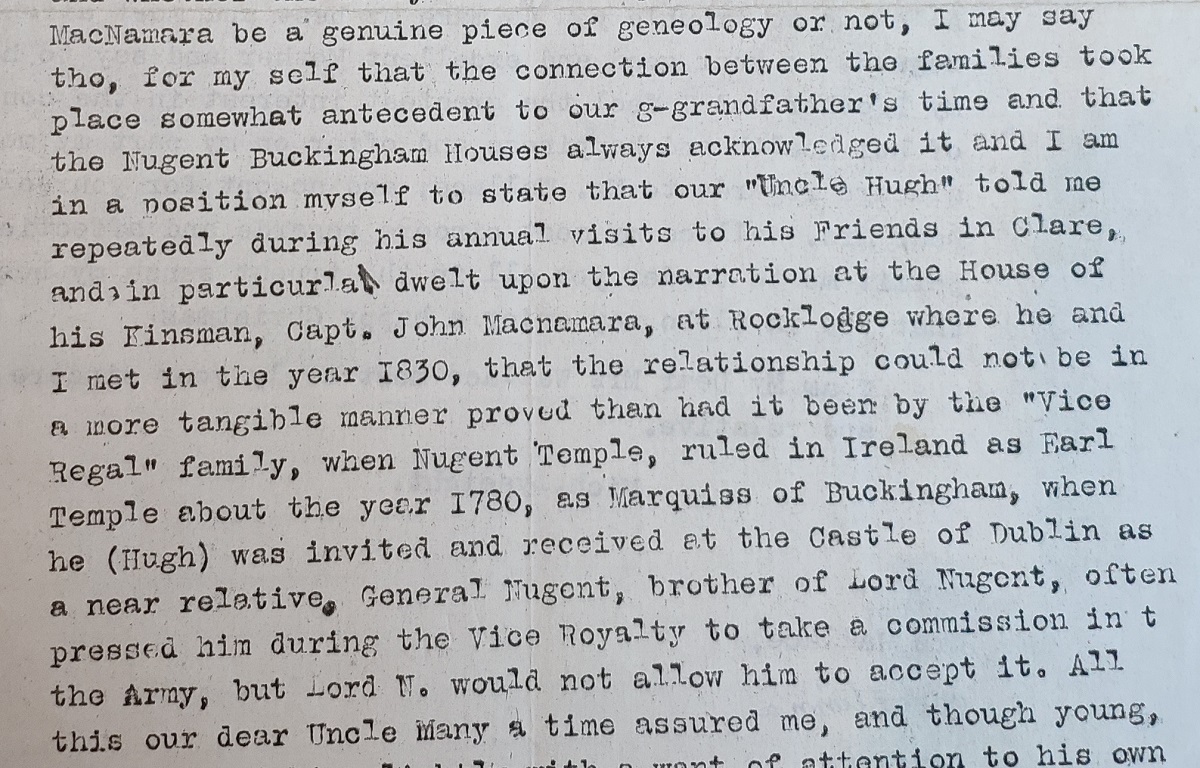 MacNamara be a genuine piece of geneology or not, I may say
tho, for my self that the connection between the families took
place somewhat antecedent to our g-grandfather's time and that
the Nugent Buckingham Houses always acknowledged it and I am
in a position myself to state that our "Uncle Hugh" told me
repeatedly during his annual visits to his Friends in Clare,
and in particurlar dwelt upon the narration at the House of
his Kinsman, Capt. John Macnamara, at Rocklogge where he and
I met in the year I830, that the relationship could not be in
a more tangible manner proved than had it been by the "Vice
Regal" family, when Nugent Temple, ruled in Ireland as Earl
Temple about the year I780, as Marquiss of Buckingham, when
he (Hugh) was invited and received at the Castle of Dublin as
a near relative. General Nugent, brother of Lord Nugent, often
pressed him during the Vice Royalty to take a commission in t
the Army, but Lord N. would not allow him to accept it. All
this our dear Uncle Many a time assured me, and though young,
with a want of attention to his own